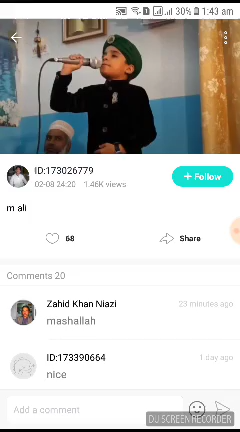 30% 1:43 am
ID:173026779
02-08 24:20 1.46K views
+ Follow
m ali
68
Share
Comments 20
Zahid Khan Niazi
23 minutes ago
mashallah
ID:173390664
1 day ago
nice
Add a comment
DU SCREEN RECORDER